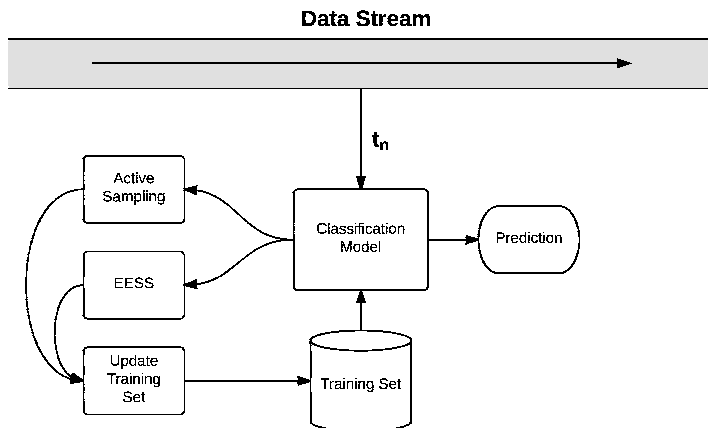 Data Stream
tn
Active
Sampling
Classification
Model
Prediction
EESS
Update
Training
Set
Training Set